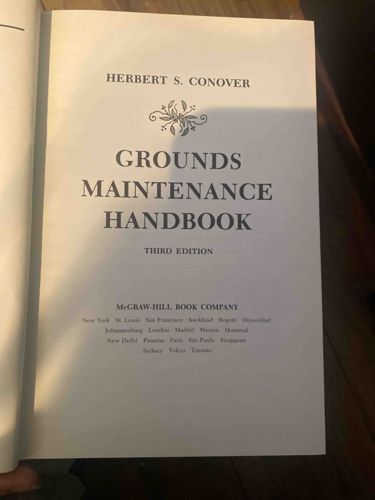 HERBERT S. CONOVER
GROUNDS
MAINTENANCE
HANDBOOK
THIRD EDITION
McGRAW-HILL BOOK COMPANY
New York St. Louis San Francisco Auckland Bogotá Düsseldorf
Johannesburg London Madrid Mexico Montreal
New Delhi Panama Paris São Paulo Singapore
Sydney Tokyo Toronto